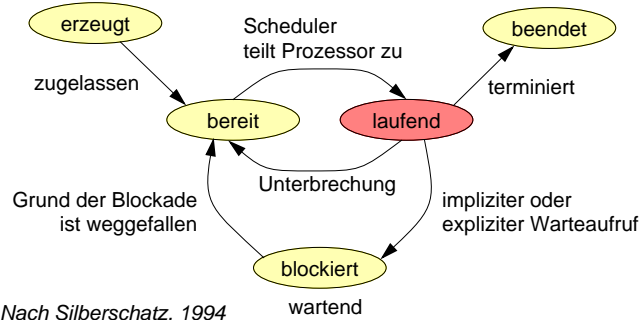 erzeugt
Scheduler
teilt Prozessor zu
beendet
zugelassen
terminiert
bereit
laufend
Unterbrechung
Grund der Blockade
ist weggefallen
impliziter oder
expliziter Warteaufruf
blockiert
wartend
Nach Silberschatz, 1994